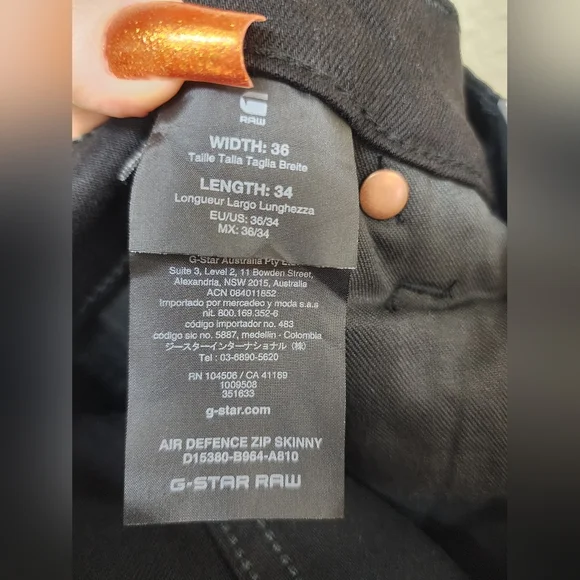 RAW
WIDTH: 36
Taille Talla Taglia Breite
LENGTH: 34
Longueur Largo Lunghezza
EU/US: 36/34
MX: 36/34
G-Star Australia Pty
Suite 3, Level 2, 11 Bowden Street,
Alexandria, NSW 2015, Australia
ACN 084011852
Importado por mercadeo y moda s.a.s
nit. 800.169.352-6
código importador no. 483
código sic no. 5887, medellin - Colombia
ジースターインターナショナル（株）
Tel : 03-6890-5620
RN 104506 / CA 41189
1009508
351633
g-star.com
AIR DEFENCE ZIP SKINNY
D15380-B964-A810
G-STAR RAW